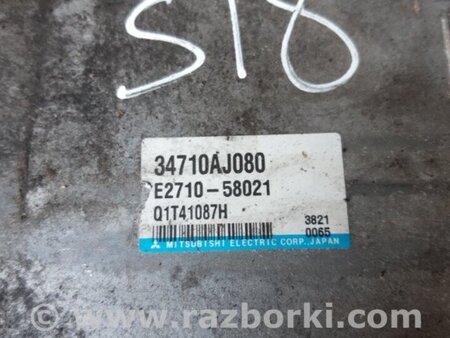 S18
34710AJ080
E2710-58021
Q1T41087H
3821
0065
MITSUBISHI ELECTRIC CORP., JAPAN
www.razborki.com